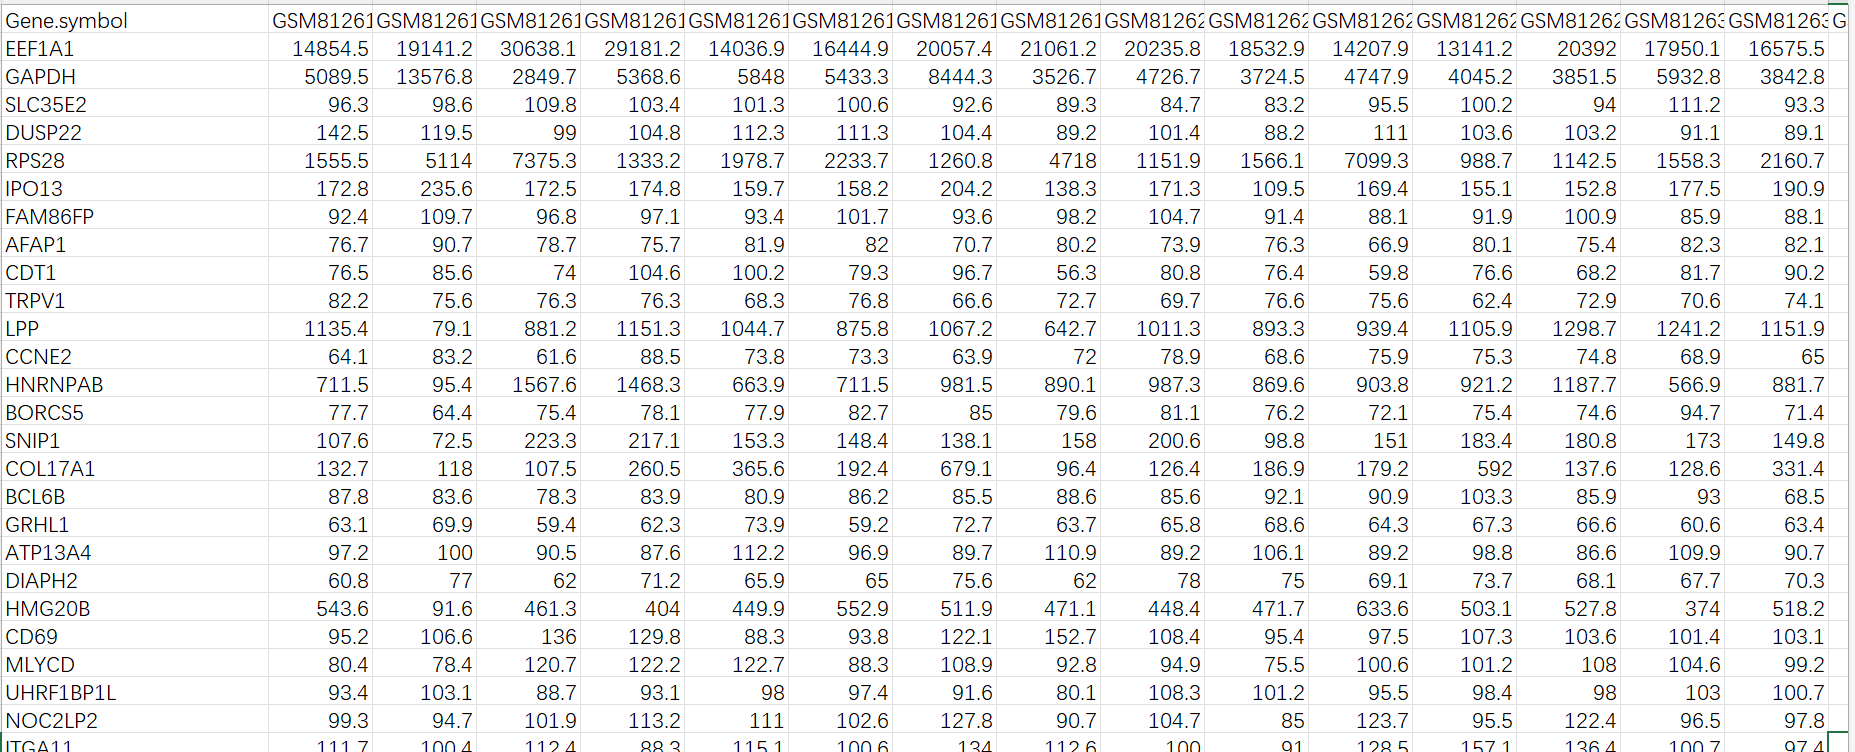 Gene.symbol GSM81261 GSM81261 GSM81261 GSM81261 GSM81261 GSM81261 GSM81261 GSM81262 GSM81262 GSM81262 GSM81262 GSM81262 GSM81262 GSM81263 GSM81263 G
EEF1A1 14854.5 19141.2 30638.1 29181.2 14036.9 16444.9 20057.4 21061.2 20235.8 18532.9 14207.9 13141.2 20392 17950.1 16575.5
GAPDH 5089.5 13576.8 2849.7 5368.6 5848 5433.3 8444.3 3526.7 4726.7 3724.5 4747.9 4045.2 3851.5 5932.8 3842.8
SLC35E2 96.3 98.6 109.8 103.4 101.3 100.6 92.6 89.3 84.7 83.2 95.5 100.2 94 111.2 93.3
DUSP22 142.5 119.5 99 104.8 112.3 111.3 104.4 89.2 101.4 88.2 111 103.6 103.2 91.1 89.1
RPS28 1555.5 5114 7375.3 1333.2 1978.7 2233.7 1260.8 4718 1151.9 1566.1 7099.3 988.7 1142.5 1558.3 2160.7
IPO13 172.8 235.6 172.5 174.8 159.7 158.2 204.2 138.3 171.3 109.5 169.4 155.1 152.8 177.5 190.9
FAM86FP 92.4 109.7 96.8 97.1 93.4 101.7 93.6 98.2 104.7 91.4 88.1 91.9 100.9 85.9 88.1
AFAP1 76.7 90.7 78.7 75.7 81.9 82 70.7 80.2 73.9 76.3 66.9 80.1 75.4 82.3 82.1
CDT1 76.5 85.6 74 104.6 100.2 79.3 96.7 56.3 80.8 76.4 59.8 76.6 68.2 81.7 90.2
TRPV1 82.2 75.6 76.3 76.3 68.3 76.8 66.6 72.7 69.7 76.6 75.6 62.4 72.9 70.6 74.1
LPP 1135.4 79.1 881.2 1151.3 1044.7 875.8 1067.2 642.7 1011.3 893.3 939.4 1105.9 1298.7 1241.2 1151.9
CCNE2 64.1 83.2 61.6 88.5 73.8 73.3 63.9 72 78.9 68.6 75.9 75.3 74.8 68.9 65
HNRNPAB 711.5 95.4 1567.6 1468.3 663.9 711.5 981.5 890.1 987.3 869.6 903.8 921.2 1187.7 566.9 881.7
BORCS5 77.7 64.4 75.4 78.1 77.9 82.7 85 79.6 81.1 76.2 72.1 75.4 74.6 94.7 71.4
SNIP1 107.6 72.5 223.3 217.1 153.3 148.4 138.1 158 200.6 98.8 151 183.4 180.8 173 149.8
COL17A1 132.7 118 107.5 260.5 365.6 192.4 679.1 96.4 126.4 186.9 179.2 592 137.6 128.6 331.4
BCL6B 87.8 83.6 78.3 83.9 80.9 86.2 85.5 88.6 85.6 92.1 90.9 103.3 85.9 93 68.5
GRHL1 63.1 69.9 59.4 62.3 73.9 59.2 72.7 63.7 65.8 68.6 64.3 67.3 66.6 60.6 63.4
ATP13A4 97.2 100 90.5 87.6 112.2 96.9 89.7 110.9 89.2 106.1 89.2 98.8 86.6 109.9 90.7
DIAPH2 60.8 77 62 71.2 65.9 65 75.6 62 78 75 69.1 73.7 68.1 67.7 70.3
HMG20B 543.6 91.6 461.3 404 449.9 552.9 511.9 471.1 448.4 471.7 633.6 503.1 527.8 374 518.2
CD69 95.2 106.6 136 129.8 88.3 93.8 122.1 152.7 108.4 95.4 97.5 107.3 103.6 101.4 103.1
MLYCD 80.4 78.4 120.7 122.2 122.7 88.3 108.9 92.8 94.9 75.5 100.6 101.2 108 104.6 99.2
UHRF1BP1L 93.4 103.1 88.7 93.1 98 97.4 91.6 80.1 108.3 101.2 95.5 98.4 98 103 100.7
NOC2LP2 99.3 94.7 101.9 113.2 111 102.6 127.8 90.7 104.7 85 123.7 95.5 122.4 96.5 97.8
ITGA11 111.7 100.4 112.4 88.3 115.1 100.6 134 112.6 100 91 128.5 157.1 136.4 100.7 97.4